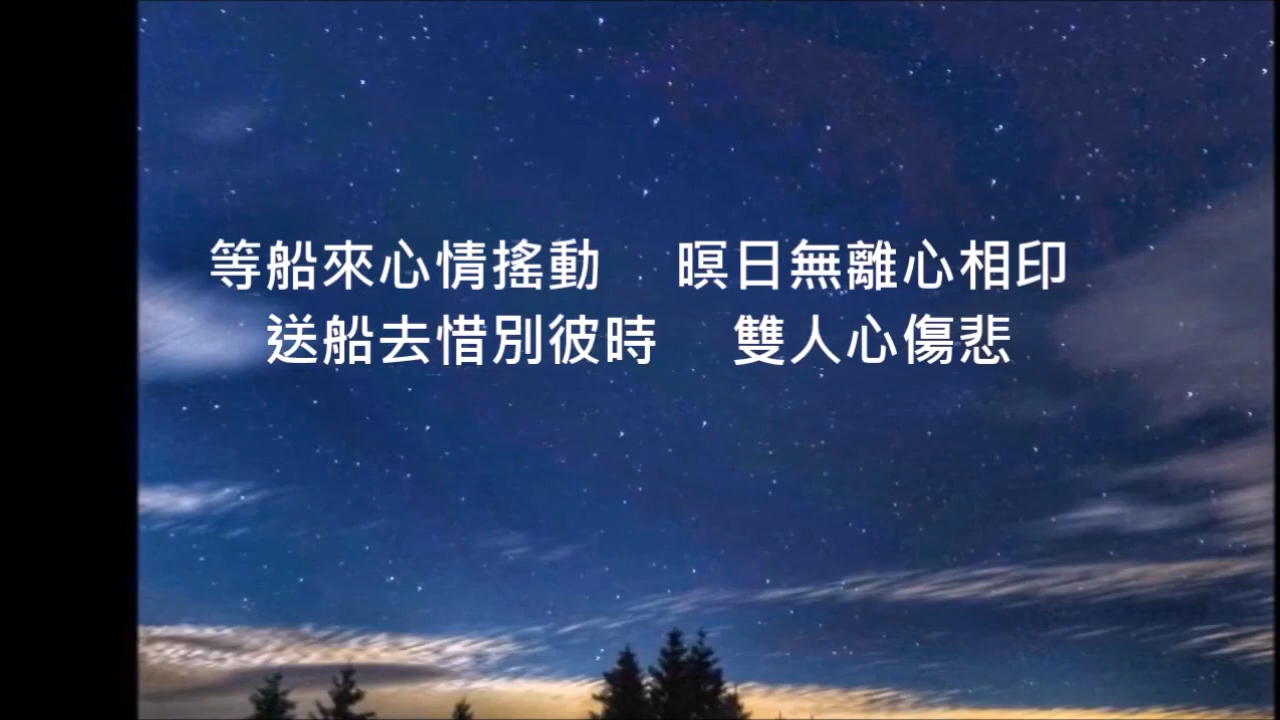 等船來心情搖動　暝日無離心相印
送船去惜別彼時　雙人心傷悲